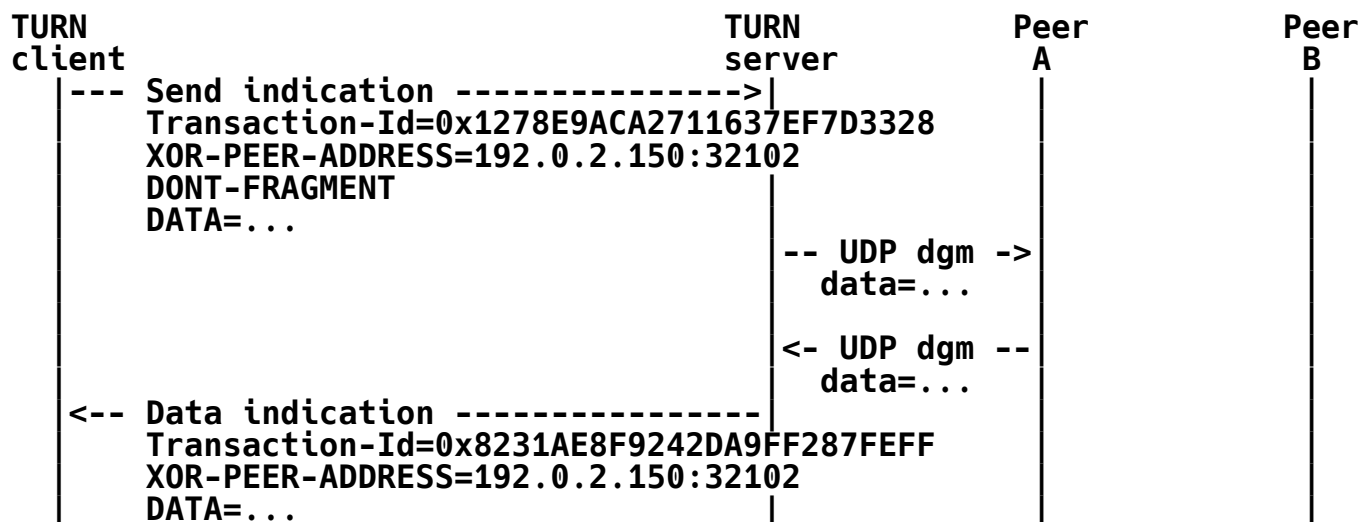 TURN TURN Peer Peer
client server A B
|--- Send indication --------------->| | |
| Transaction-Id=0x1278E9ACA2711637EF7D3328 | |
| XOR-PEER-ADDRESS=192.0.2.150:32102 | |
| DONT-FRAGMENT | | |
| DATA=... | | |
| |-- UDP dgm ->| |
| | data=... | |
| | | |
| |<- UDP dgm --| |
| | data=... | |
|<-- Data indication ----------------| | |
| Transaction-Id=0x8231AE8F9242DA9FF287FEFF | |
| XOR-PEER-ADDRESS=192.0.2.150:32102 | |
| DATA=... | | |